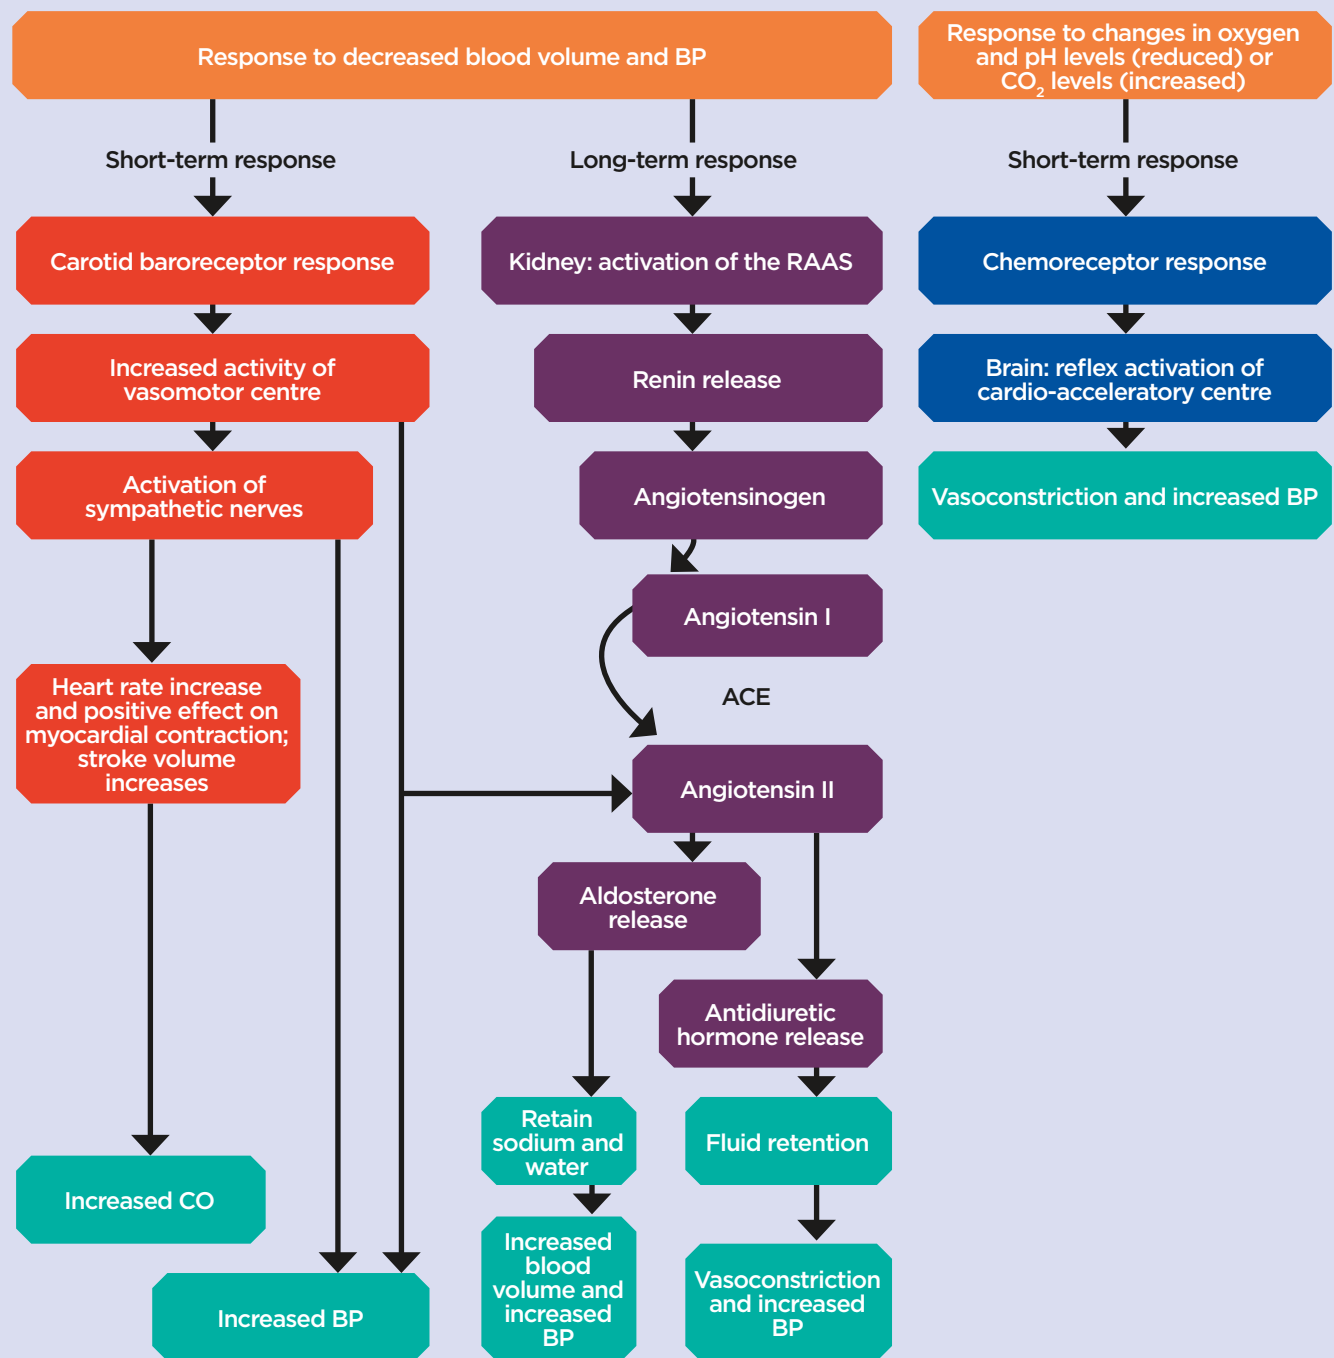 Response to decreased blood volume and BP
Response to changes in oxygen
and pH levels (reduced) or
CO₂ levels (increased)
Short-term response
Long-term response
Short-term response
Carotid baroreceptor response
Kidney: activation of the RAAS
Chemoreceptor response
Increased activity of
vasomotor centre
Renin release
Brain: reflex activation of
cardio-acceleratory centre
Activation of
sympathetic nerves
Angiotensinogen
Vasoconstriction and increased BP
Angiotensin I
Heart rate increase
and positive effect on
myocardial contraction;
stroke volume
increases
ACE
Angiotensin II
Aldosterone
release
Antidiuretic
hormone release
Retain
sodium and
water
Fluid retention
Increased CO
Increased BP
Increased
blood
volume and
increased
BP
Vasoconstriction
and increased
BP